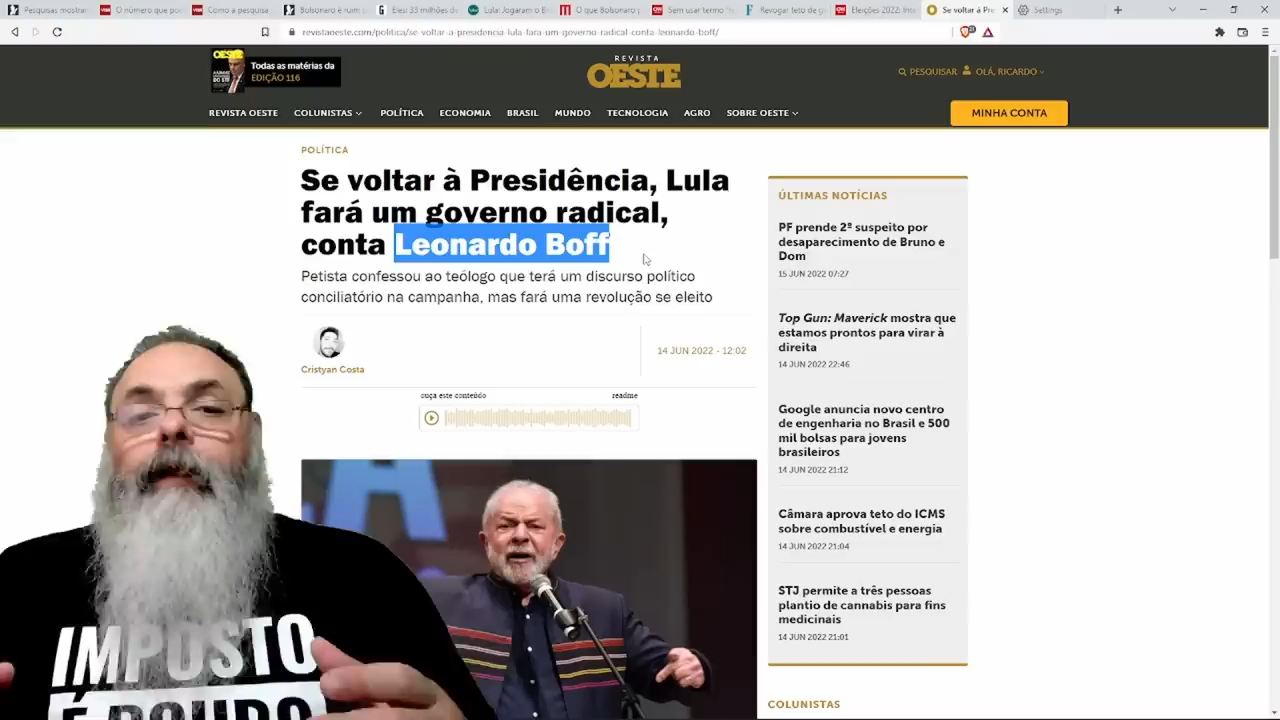 Pesquisas mostram
O número que po
Como a pesquisa
Bolsonaro é ruim
Eles! 33 milhões de
Lula: Jogaram o Br
O que Bolsonaro p
Sem usar termo
Revogar teto de g
Eleições 2022: Int
Se voltar à Pre
Settings
revistaoeste.com/politica/se-voltar-a-presidencia-lula-fara-um-governo-radical-conta-leonardo-boff/
OESTE
Todas as matérias da
EDIÇÃO 116
REVISTA
OESTE
PESQUISAR
OLÁ, RICARDO
REVISTA OESTE
COLUNISTAS
POLÍTICA
ECONOMIA
BRASIL
MUNDO
TECNOLOGIA
AGRO
SOBRE OESTE
MINHA CONTA
POLÍTICA
Se voltar à Presidência, Lula
fará um governo radical,
conta Leonardo Boff
Petista confessou ao teólogo que terá um discurso político
conciliatório na campanha, mas fará uma revolução se eleito
Cristyan Costa
14 JUN 2022 - 12:02
ouça este conteúdo
readme
ÚLTIMAS NOTÍCIAS
PF prende 2º suspeito por
desaparecimento de Bruno e
Dom
15 JUN 2022 07:27
Top Gun: Maverick mostra que
estamos prontos para virar à
direita
14 JUN 2022 22:46
Google anuncia novo centro
de engenharia no Brasil e 500
mil bolsas para jovens
brasileiros
14 JUN 2022 21:12
Câmara aprova teto do ICMS
sobre combustível e energia
14 JUN 2022 21:04
STJ permite a três pessoas
plantio de cannabis para fins
medicinais
14 JUN 2022 21:01
COLUNISTAS
IMPOSTO
É ROUBO